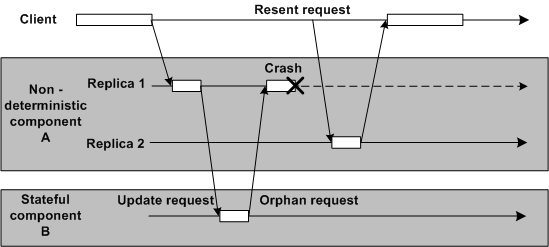 Client
Resent request
Crash
Non -
deterministic
component
A
Replica 1
Replica 2
Stateful
component
B
Update request
Orphan request